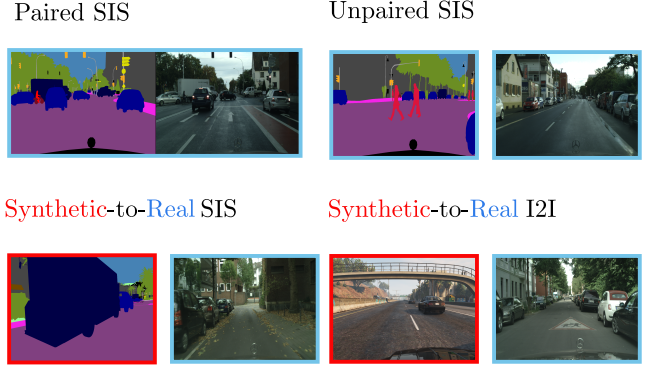 Paired SIS
Unpaired SIS
Synthetic-to-Real SIS
Synthetic-to-Real I2I